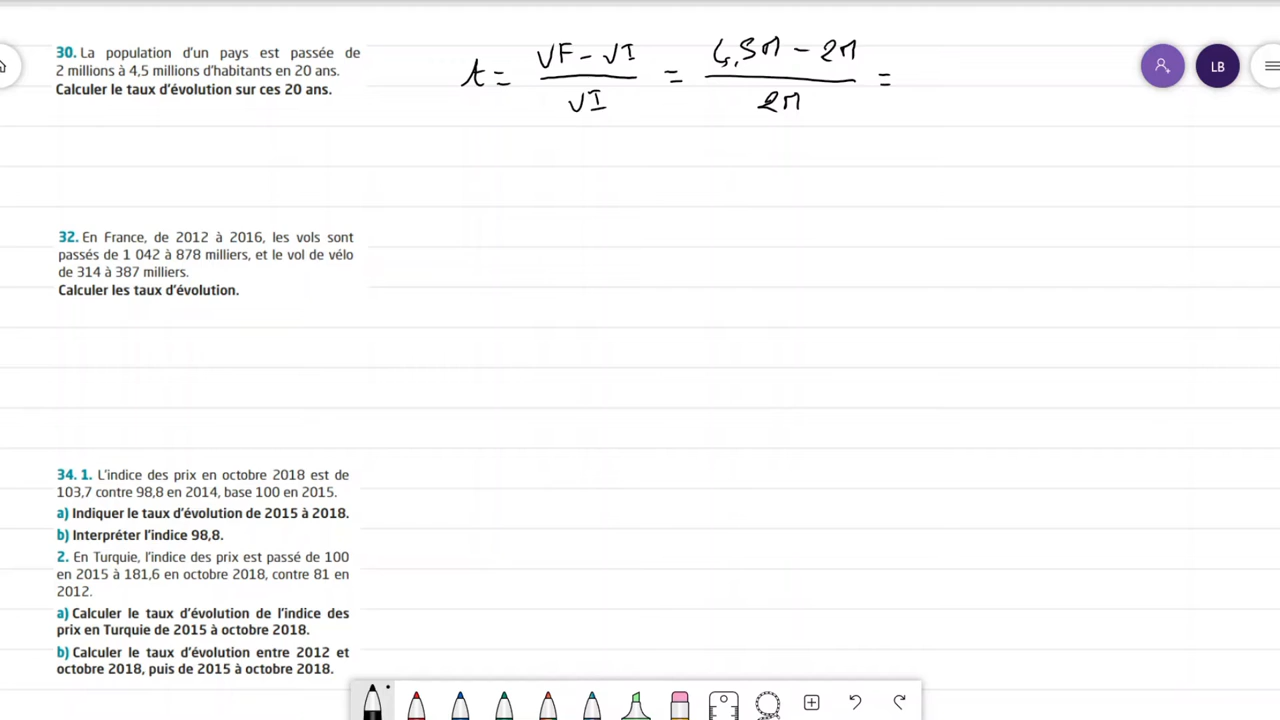 30. La population d'un pays est passée de
2 millions à 4,5 millions d'habitants en 20 ans.
Calculer le taux d'évolution sur ces 20 ans.
t = VF - VI / VI = 4,5M - 2M / 2M =
LB
32. En France, de 2012 à 2016, les vols sont
passés de 1 042 à 878 milliers, et le vol de vélo
de 314 à 387 milliers.
Calculer les taux d'évolution.
34. 1. L'indice des prix en octobre 2018 est de
103,7 contre 98,8 en 2014, base 100 en 2015.
a) Indiquer le taux d'évolution de 2015 à 2018.
b) Interpréter l'indice 98,8.
2. En Turquie, l'indice des prix est passé de 100
en 2015 à 181,6 en octobre 2018, contre 81 en
2012.
a) Calculer le taux d'évolution de l'indice des
prix en Turquie de 2015 à octobre 2018.
b) Calculer le taux d'évolution entre 2012 et
octobre 2018, puis de 2015 à octobre 2018.